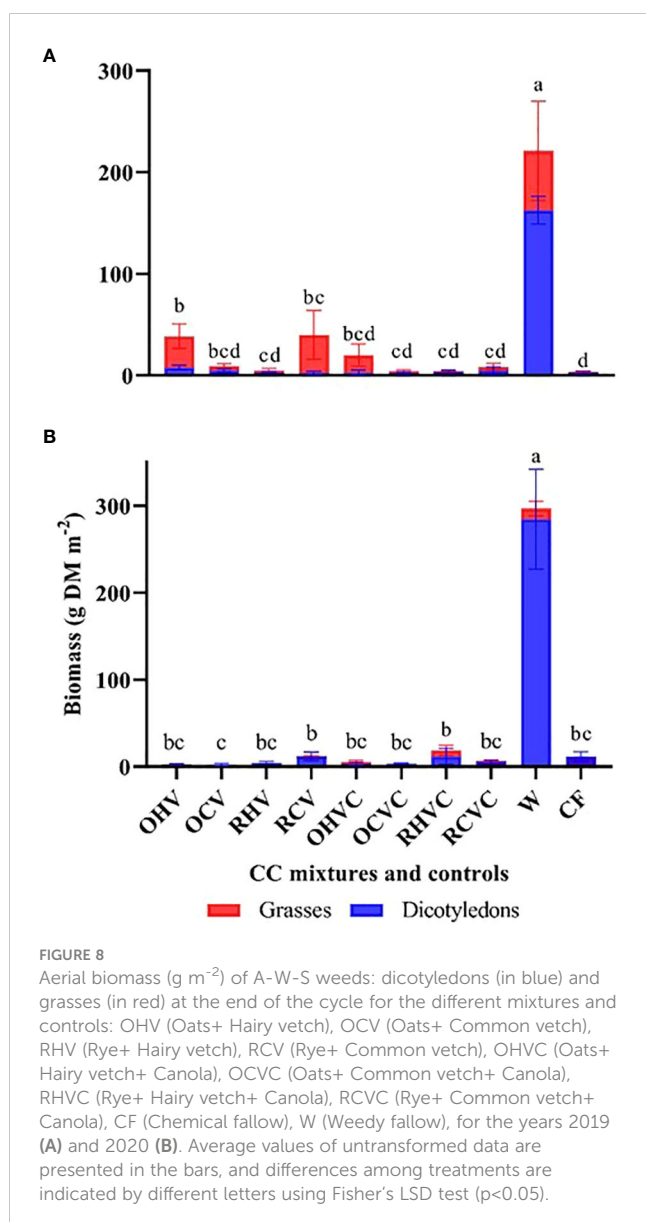 A
300
200
100
0
b
bcd
cd
bc
bcd
cd
cd
cd
a
d
B
Biomass (g DM m⁻²)
300
200
100
0
bc
c
bc
b
bc
bc
b
bc
a
bc
OHV
OCV
RHV
RCV
OHVC
OCVC
RHVC
RCVC
W
CF
CC mixtures and controls
Grasses Dicotyledons
FIGURE 8
Aerial biomass (g m⁻²) of A-W-S weeds: dicotyledons (in blue) and
grasses (in red) at the end of the cycle for the different mixtures and
controls: OHV (Oats+ Hairy vetch), OCV (Oats+ Common vetch),
RHV (Rye+ Hairy vetch), RCV (Rye+ Common vetch), OHVC (Oats+
Hairy vetch+ Canola), OCVC (Oats+ Common vetch+ Canola),
RHVC (Rye+ Hairy vetch+ Canola), RCVC (Rye+ Common vetch+
Canola), CF (Chemical fallow), W (Weedy fallow), for the years 2019
(A) and 2020 (B). Average values of untransformed data are
presented in the bars, and differences among treatments are
indicated by different letters using Fisher's LSD test (p<0.05).